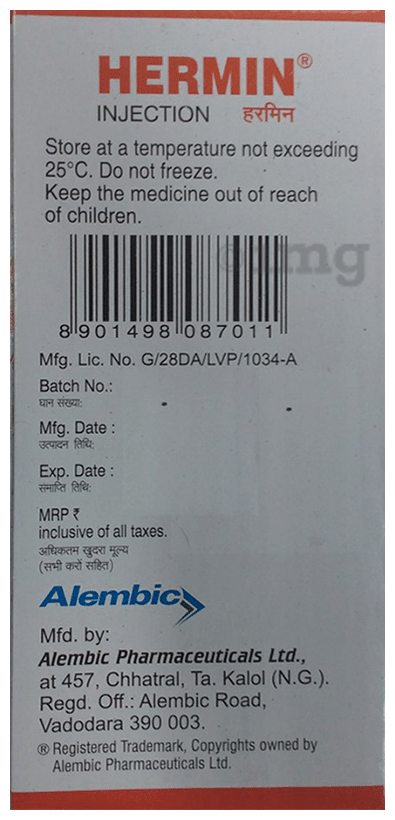 HERMIN®
INJECTION हरमिन
Store at a temperature not exceeding
25°C. Do not freeze.
Keep the medicine out of reach
of children.
1mg
8 901498 087011
Mfg. Lic. No. G/28DA/LVP/1034-A
Batch No.:
घान संख्या:
Mfg. Date :
उत्पादन तिथि:
Exp. Date :
समाप्ति तिथि:
MRP ₹
inclusive of all taxes.
अधिकतम खुदरा मूल्य
(सभी करों सहित)
Alembic
Mfd. by:
Alembic Pharmaceuticals Ltd.,
at 457, Chhatral, Ta. Kalol (N.G.).
Regd. Off.: Alembic Road,
Vadodara 390 003.
® Registered Trademark, Copyrights owned by
Alembic Pharmaceuticals Ltd.